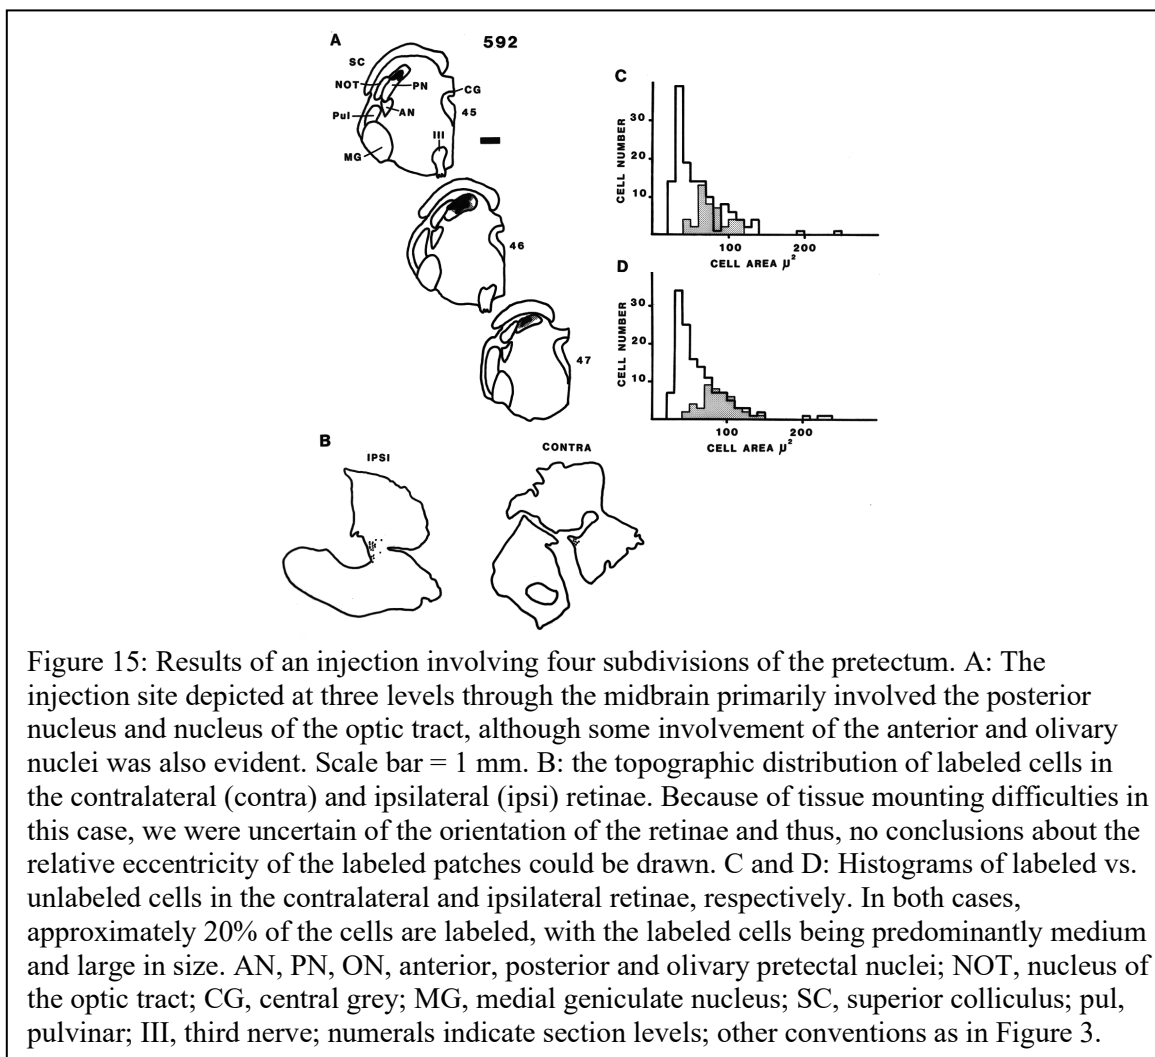 A
592
SC
NOT
PN
CG
45
Pul
AN
III
MG
46
47
B
IPSI
CONTRA
C
CELL NUMBER
30
20
10
100
200
CELL AREA μ²
D
CELL NUMBER
30
20
10
100
200
CELL AREA μ²
Figure 15: Results of an injection involving four subdivisions of the pretectum. A: The
injection site depicted at three levels through the midbrain primarily involved the posterior
nucleus and nucleus of the optic tract, although some involvement of the anterior and olivary
nuclei was also evident. Scale bar = 1 mm. B: the topographic distribution of labeled cells in
the contralateral (contra) and ipsilateral (ipsi) retinae. Because of tissue mounting difficulties in
this case, we were uncertain of the orientation of the retinae and thus, no conclusions about the
relative eccentricity of the labeled patches could be drawn. C and D: Histograms of labeled vs.
unlabeled cells in the contralateral and ipsilateral retinae, respectively. In both cases,
approximately 20% of the cells are labeled, with the labeled cells being predominantly medium
and large in size. AN, PN, ON, anterior, posterior and olivary pretectal nuclei; NOT, nucleus of
the optic tract; CG, central grey; MG, medial geniculate nucleus; SC, superior colliculus; pul,
pulvinar; III, third nerve; numerals indicate section levels; other conventions as in Figure 3.